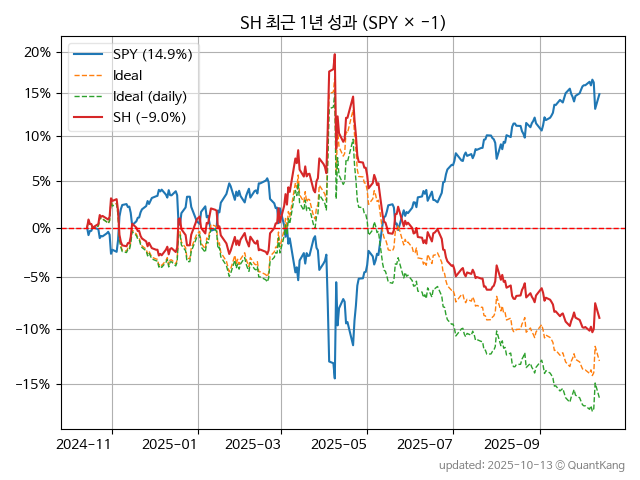 SH 최근 1년 성과 (SPY × −1)
SPY (14.9%)
Ideal
Ideal (daily)
SH (−9.0%)
20%
15%
10%
5%
0%
−5%
−10%
−15%
2024-11 2025-01 2025-03 2025-05 2025-07 2025-09
updated: 2025-10-13 © QuantKang